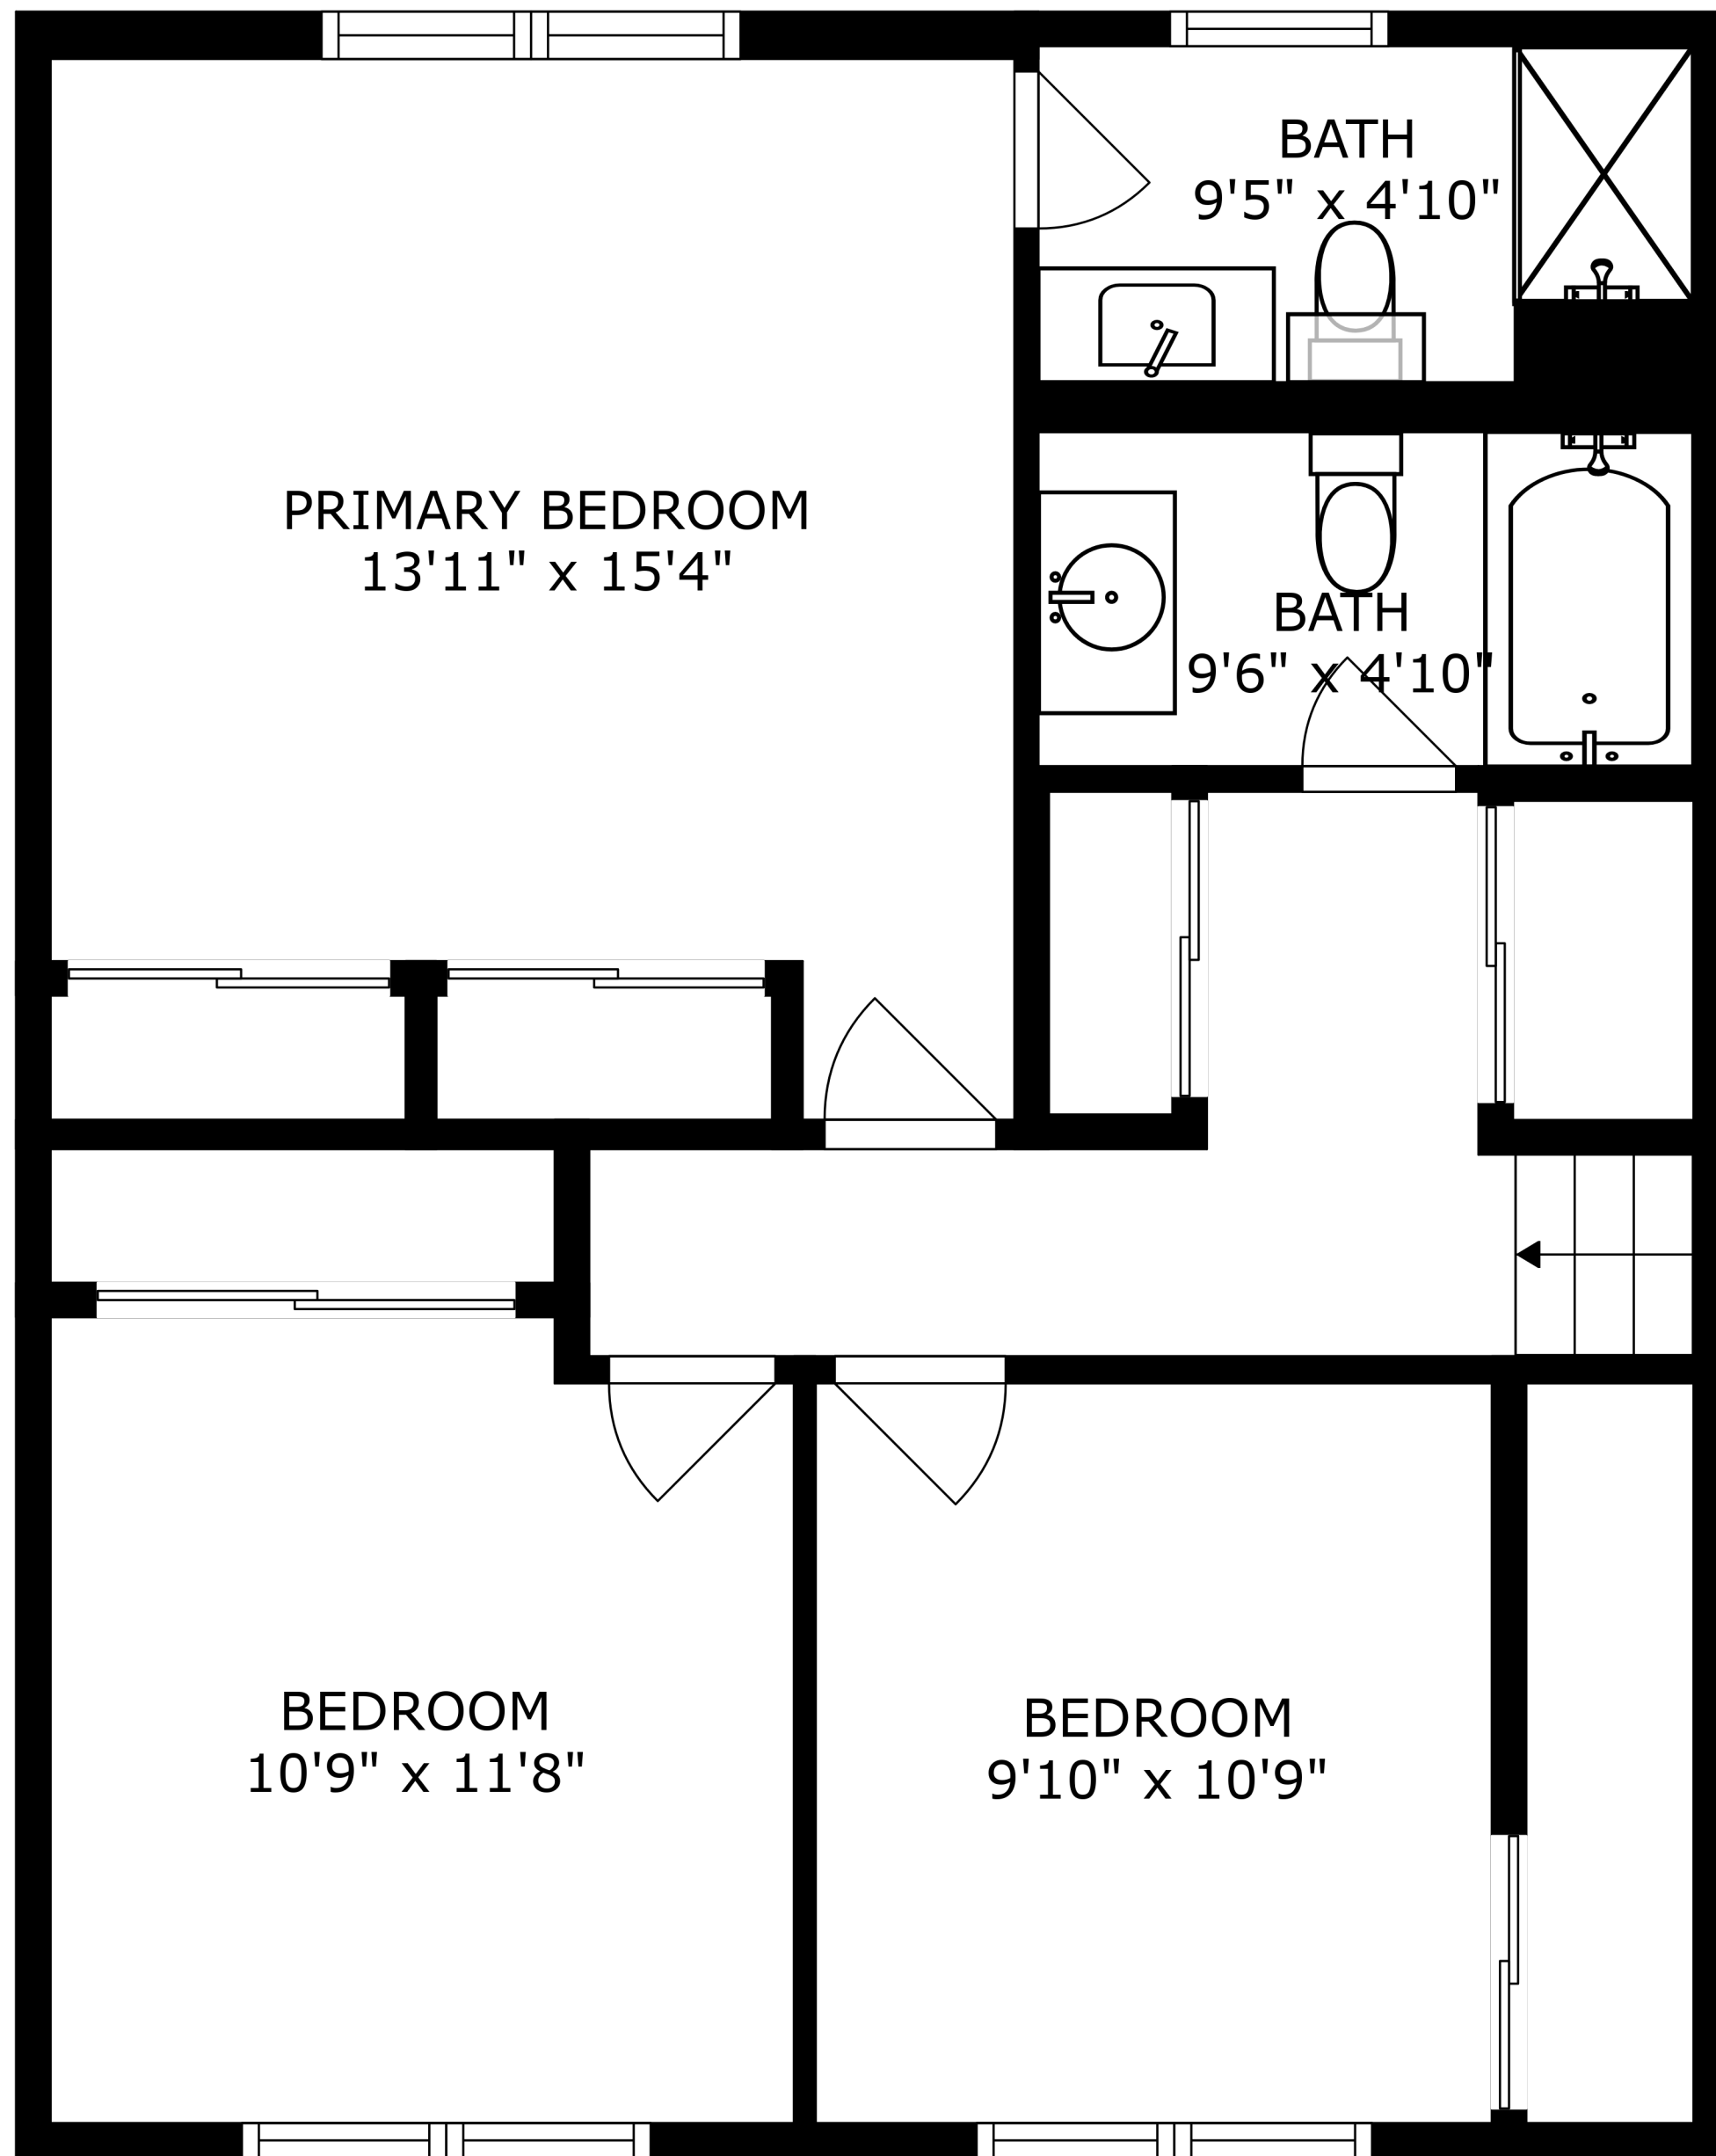 BATH
9'5" x 4'10"
PRIMARY BEDROOM
13'11" x 15'4"
BATH
9'6" x 4'10"
BEDROOM
10'9" x 11'8"
BEDROOM
9'10" x 10'9"